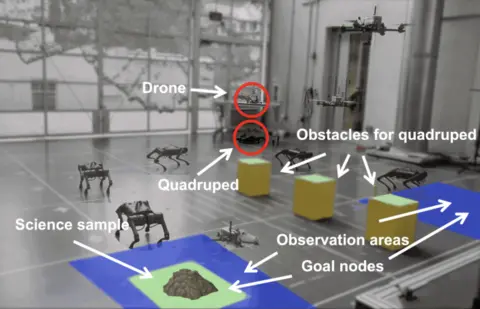 Drone
Obstacles for quadruped
Quadruped
Science sample
Observation areas
Goal nodes